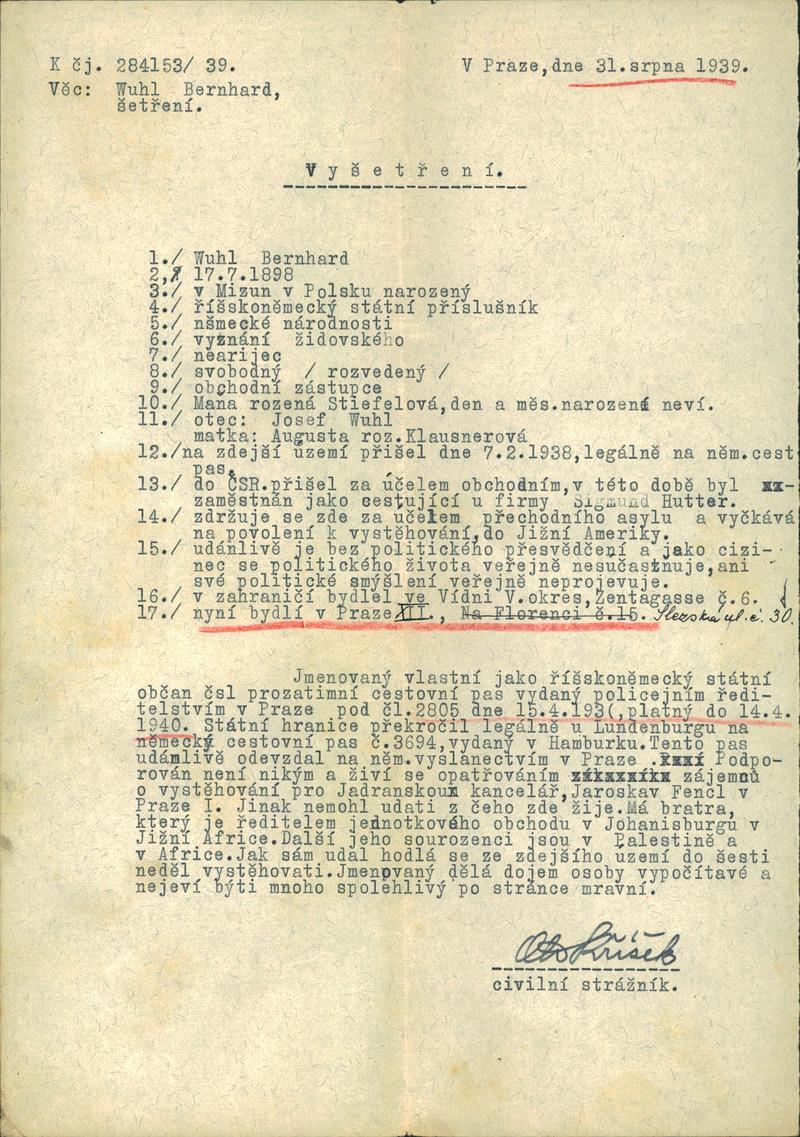 K čj. 284153/ 39.
V Praze,dne 31.srpna 1939.
Věc: Wuhl Bernhard,
šetření.
V y š e t ř e n í.
1./ Wuhl Bernhard
2,/ 17.7.1898
3./ v Mizun v Polsku narozený
4./ říšskoněmecký státní příslušník
5./ německé národnosti
6./ vyznání židovského
7./ nearijec
8./ svobodný / rozvedený /
9./ obchodní zástupce
10./ Mana rozená Stiefelová,den a měs.narození neví.
11./ otec: Josef Wuhl
matka: Augusta roz.Klausnerová
12./na zdejší území přišel dne 7.2.1938,legálně na něm.cest
pas.
13./ do ČSR.přišel za účelem obchodním,v této době byl xx-
zaměstnán jako cestující u firmy Sigmund Hutter.
14./ zdržuje se zde za účelem přechodního asylu a vyčkává
na povolení k vystěhování,do Jižní Ameriky.
15./ udánlivě je bez politického přesvědčení a jako cizi-
nec se politického života veřejně nesúčastnuje,ani
své politické smýšlení veřejně neprojevuje.
16./ v zahraničí bydlel ve Vídni V.okres,Zentagasse č.6.
17./ nyní bydlí v Praze XII., Na Florenci č.15. Slezská ul. č. 30.
Jmenovaný vlastní jako říšskoněmecký státní
občan čsl prozatimní cestovní pas vydaný policejním ředi-
telstvím v Praze pod čl.2805 dne 15.4.193(,platný do 14.4.
1940. Státní hranice překročil legálně u Lundenburgu na
německý cestovní pas č.3694,vydaný v Hamburku.Tento pas
udámlivě odevzdal na něm.vyslanectvím v Praze . Podpo-
rován není nikým a živí se opatřováním zájemců
o vystěhování pro Jadranskou kancelář,Jaroskav Fencl v
Praze I. Jinak nemohl udati z čeho zde žije.Má bratra,
který je ředitelem jednotkového obchodu v Johanisburgu v
Jižní Africe.Další jeho sourozenci jsou v Palestině a
v Africe.Jak sám udal hodlá se ze zdejšího území do šesti
neděl vystěhovati.Jmenovaný dělá dojem osoby vypočítavé a
nejeví býti mnoho spolehlivý po stránce mravní.
Oto Kříšek
civilní strážník.